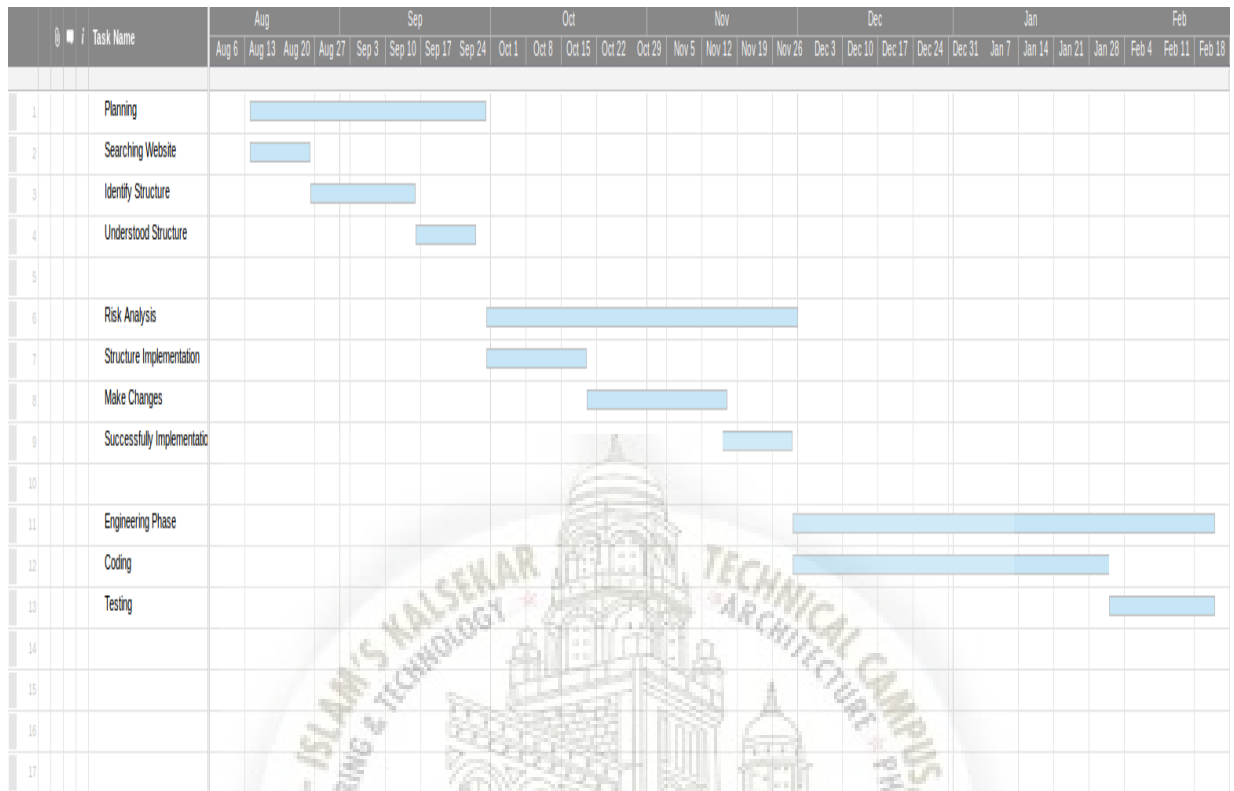 Aug Sep Oct Nov Dec Jan Feb
Task Name
Aug 6 Aug 13 Aug 20 Aug 27 Sep 3 Sep 10 Sep 17 Sep 24 Oct 1 Oct 8 Oct 15 Oct 22 Oct 29 Nov 5 Nov 12 Nov 19 Nov 26 Dec 3 Dec 10 Dec 17 Dec 24 Dec 31 Jan 7 Jan 14 Jan 21 Jan 28 Feb 4 Feb 11 Feb 18
1 Planning
2 Searching Website
3 Identify Structure
4 Understood Structure
5
6 Risk Analysis
7 Structure Implementation
8 Make Changes
9 Successfully Implementatio
10
11 Engineering Phase
12 Coding
13 Testing
14
15
16
17
ISLAM'S KALSEKAR TECHNICAL CAMPUS
RING & TECHNOLOGY * * ARCHITECTURE * PH